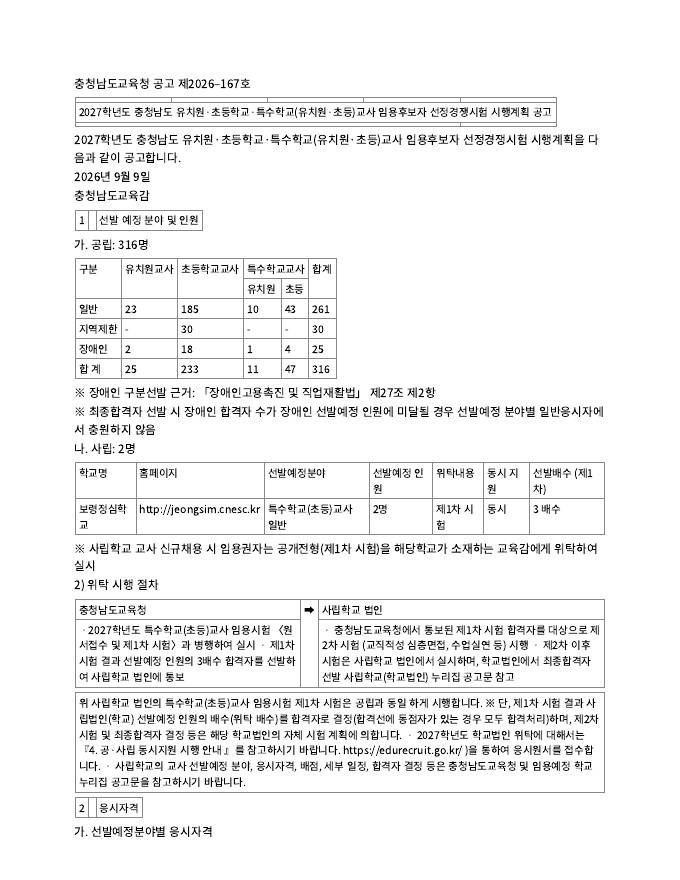 충청남도교육청 공고 제2026–167호
2027학년도 충청남도 유치원·초등학교·특수학교(유치원·초등)교사 임용후보자 선정경쟁시험 시행계획 공고
2027학년도 충청남도 유치원·초등학교·특수학교(유치원·초등)교사 임용후보자 선정경쟁시험 시행계획을 다
음과 같이 공고합니다.
2026년 9월 9일
충청남도교육감
1 선발 예정 분야 및 인원
가. 공립: 316명
구분 유치원교사 초등학교교사 특수학교교사 합계
유치원 초등
일반 23 185 10 43 261
지역제한 - 30 - - 30
장애인 2 18 1 4 25
합 계 25 233 11 47 316
※ 장애인 구분선발 근거: 「장애인고용촉진 및 직업재활법」 제27조 제2항
※ 최종합격자 선발 시 장애인 합격자 수가 장애인 선발예정 인원에 미달될 경우 선발예정 분야별 일반응시자에
서 충원하지 않음
나. 사립: 2명
학교명 홈페이지 선발예정분야 선발예정 인 위탁내용 동시 지 선발배수 (제1
원 원 차)
보령정심학 http://jeongsim.cnesc.kr 특수학교(초등)교사 2명 제1차 시 동시 3 배수
교 일반 험
※ 사립학교 교사 신규채용 시 임용권자는 공개전형(제1차 시험)을 해당학교가 소재하는 교육감에게 위탁하여
실시
2) 위탁 시행 절차
충청남도교육청 ➡ 사립학교 법인
· 2027학년도 특수학교(초등)교사 임용시험 〈원
서접수 및 제1차 시험〉과 병행하여 실시 · 제1차
시험 결과 선발예정 인원의 3배수 합격자를 선발하
여 사립학교 법인에 통보
· 충청남도교육청에서 통보된 제1차 시험 합격자를 대상으로 제
2차 시험 (교직적성 심층면접, 수업실연 등) 시행 · 제2차 이후
시험은 사립학교 법인에서 실시하며, 학교법인에서 최종합격자
선발 사립학교(학교법인) 누리집 공고문 참고
위 사립학교 법인의 특수학교(초등)교사 임용시험 제1차 시험은 공립과 동일 하게 시행합니다. ※ 단, 제1차 시험 결과 사
립법인(학교) 선발예정 인원의 배수(위탁 배수)를 합격자로 결정(합격선에 동점자가 있는 경우 모두 합격처리)하며, 제2차
시험 및 최종합격자 결정 등은 해당 학교법인의 자체 시험 계획에 의합니다. · 2027학년도 학교법인 위탁에 대해서는
『4. 공·사립 동시지원 시행 안내 』를 참고하시기 바랍니다. https://edurecruit.go.kr/ )을 통하여 응시원서를 접수합
니다. · 사립학교의 교사 선발예정 분야, 응시자격, 배점, 세부 일정, 합격자 결정 등은 충청남도교육청 및 임용예정 학교
누리집 공고문을 참고하시기 바랍니다.
2 응시자격
가. 선발예정분야별 응시자격